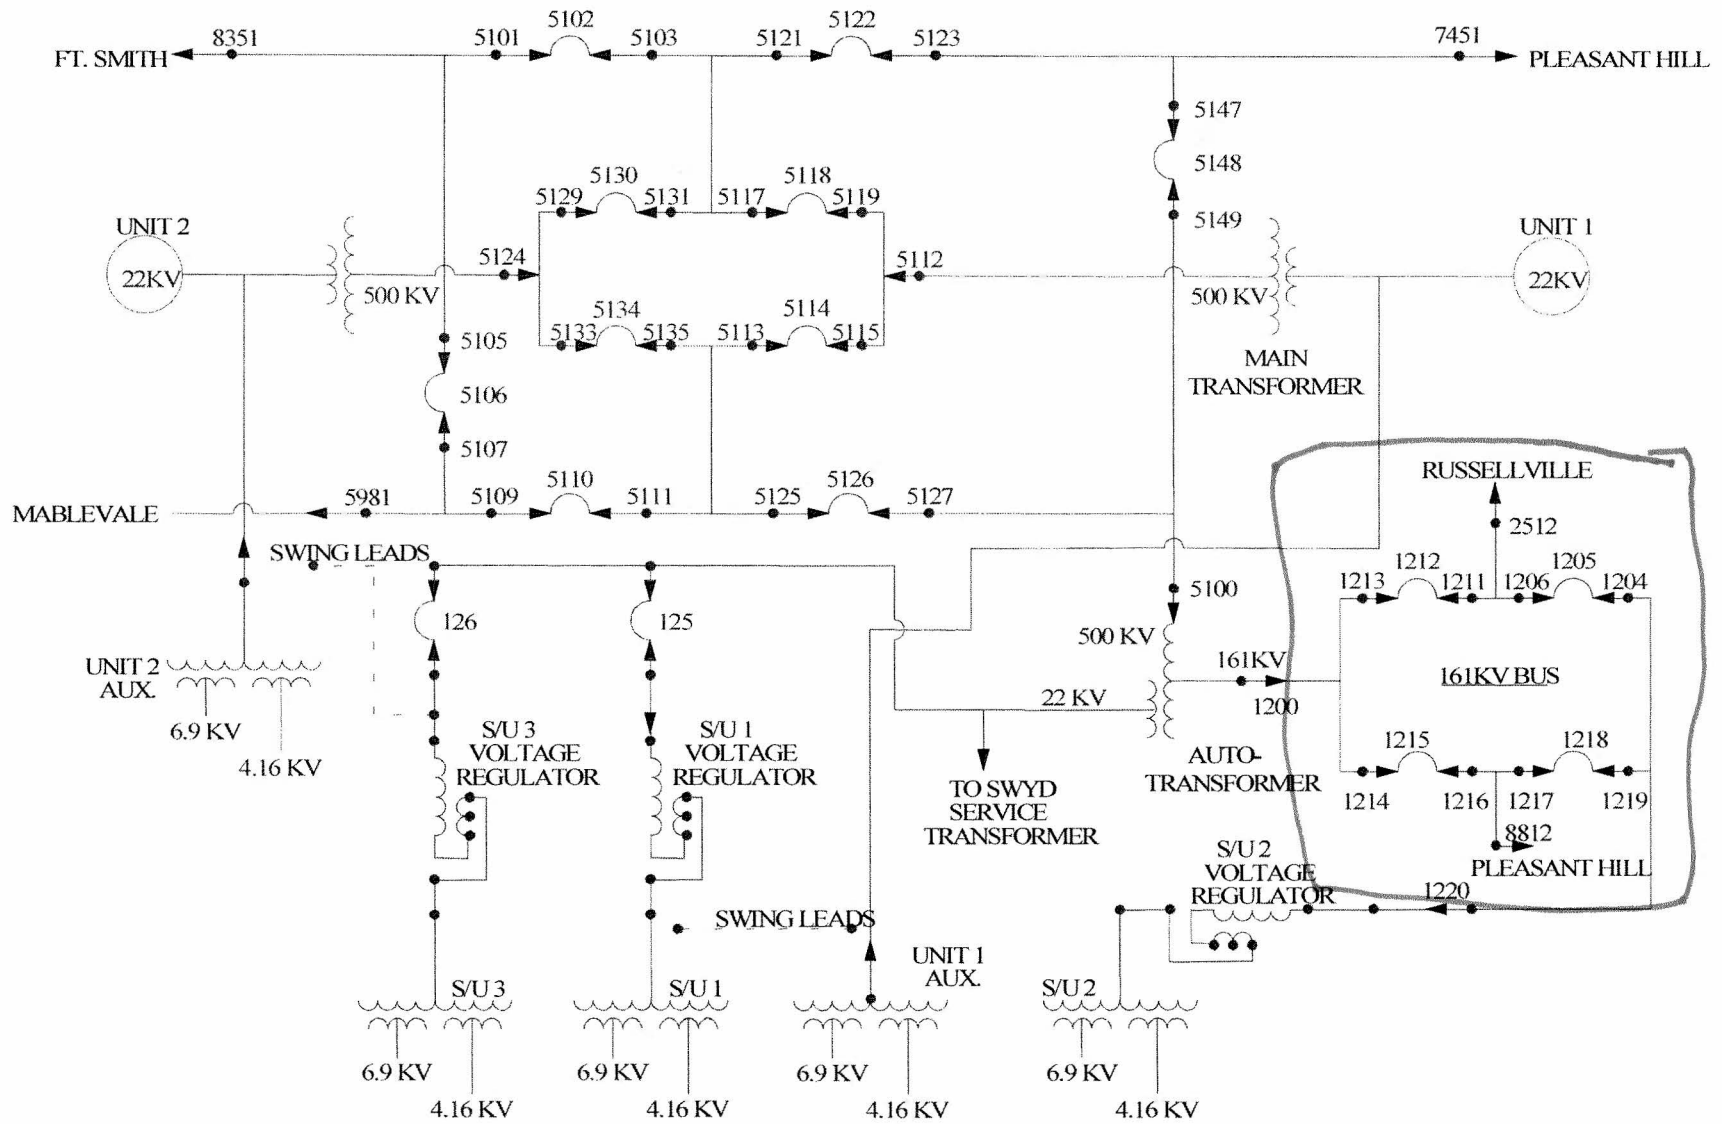 5102
5122
8351
5101
5103
5121
5123
7451
FT. SMITH
PLEASANT HILL
5147
5148
5149
5130
5118
5129
5131
5117
5119
UNIT 2
22KV
5124
5112
500 KV
500 KV
UNIT 1
22KV
5134
5114
5133
5135
5113
5115
5105
5106
5107
MAIN
TRANSFORMER
5110
5126
5981
5109
5111
5125
5127
MABLEVALE
RUSSELLVILLE
2512
SWING LEADS
5100
1212
1205
1213
1211
1206
1204
126
125
500 KV
161KV
1200
161KV BUS
UNIT 2
AUX.
6.9 KV
4.16 KV
22 KV
S/U 3
VOLTAGE
REGULATOR
S/U 1
VOLTAGE
REGULATOR
AUTO-
TRANSFORMER
1215
1218
1214
1216
1217
1219
TO SWYD
SERVICE
TRANSFORMER
8812
PLEASANT HILL
S/U 2
VOLTAGE
REGULATOR
1220
SWING LEADS
UNIT 1
AUX.
S/U 3
S/U 1
S/U 2
6.9 KV
6.9 KV
6.9 KV
6.9 KV
4.16 KV
4.16 KV
4.16 KV
4.16 KV